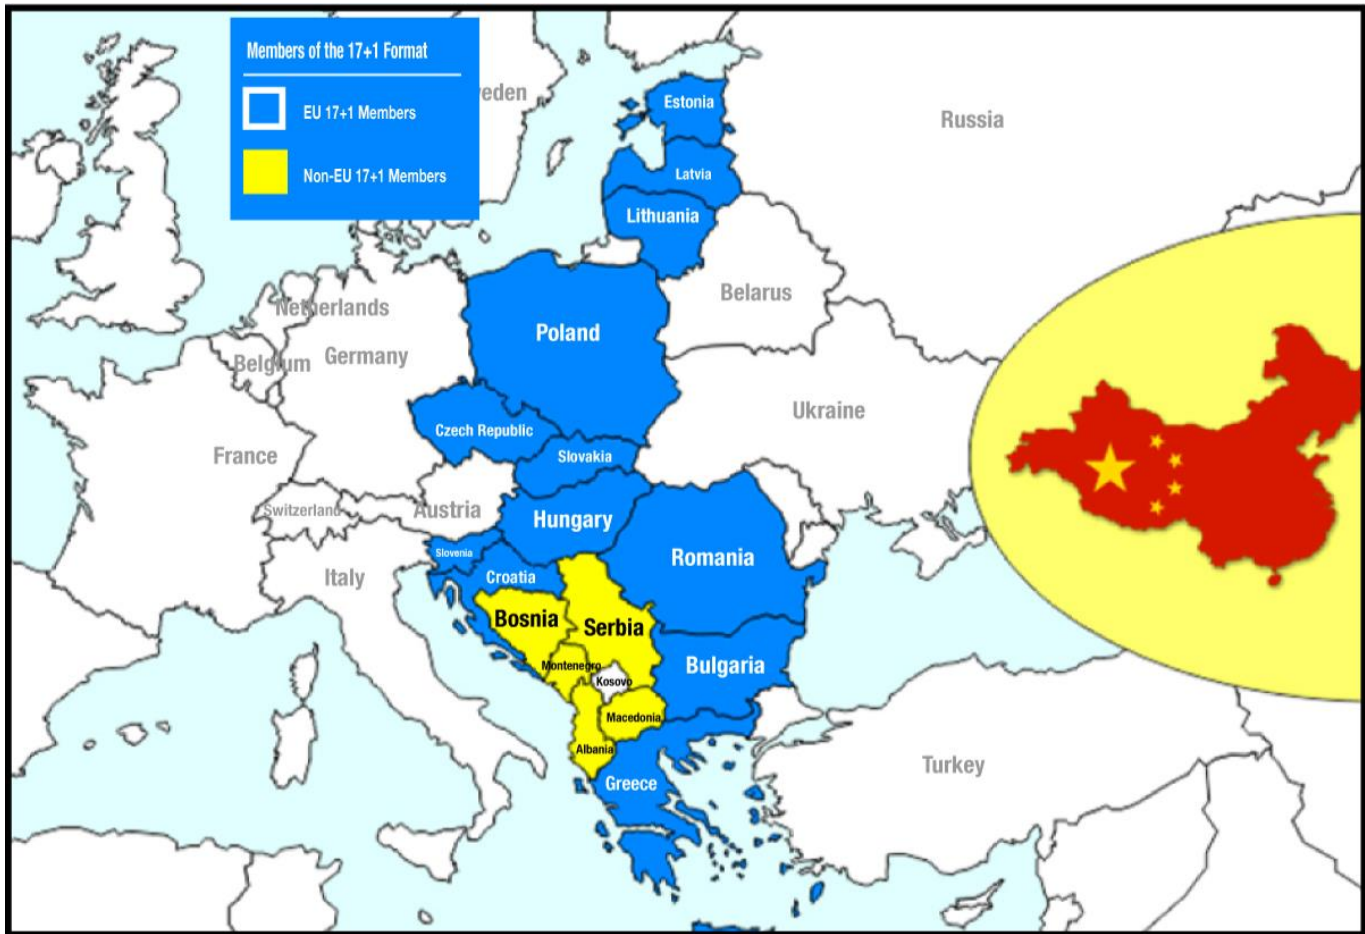 Members of the 17+1 Format
EU 17+1 Members
Non-EU 17+1 Members
eden
Estonia
Russia
Latvia
Lithuania
Belarus
Netherlands
Poland
Belgium
Germany
Ukraine
Czech Republic
France
Slovakia
Switzerland
Austria
Hungary
Slovenia
Romania
Italy
Croatia
Bosnia
Serbia
Montenegro
Bulgaria
Kosovo
Macedonia
Albania
Turkey
Greece